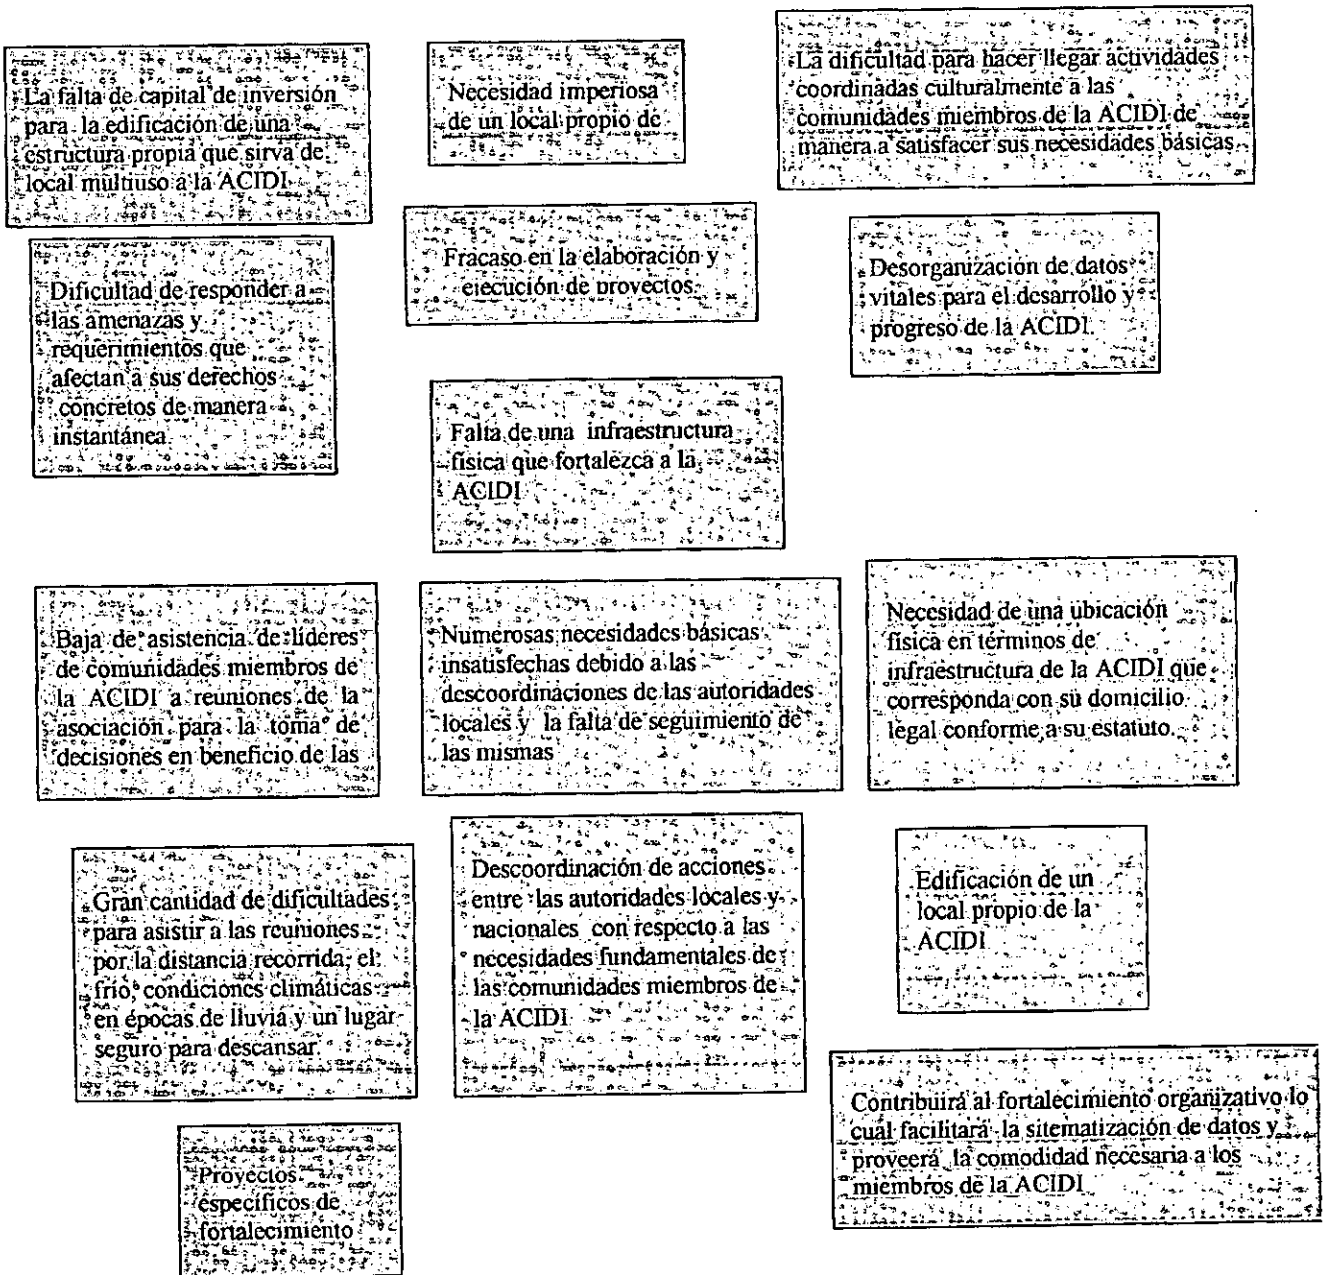 La falta de capital de inversión
para la edificación de una
estructura propia que sirva de
local multiuso a la ACIDI
Necesidad imperiosa
de un local propio de
La dificultad para hacer llegar actividades
coordinadas culturalmente a las
comunidades miembros de la ACIDI de
manera a satisfacer sus necesidades básicas
Dificultad de responder a
las amenazas y
requerimientos que
afectan a sus derechos
concretos de manera
instantánea.
Fracaso en la elaboración y
ejecución de proyectos.
Desorganización de datos
vitales para el desarrollo y
progreso de la ACIDI.
Falta de una infraestructura
física que fortalezca a la
ACIDI
Baja de asistencia de líderes
de comunidades miembros de
la ACIDI a reuniones de la
asociación para la toma de
decisiones en beneficio de las
Numerosas necesidades básicas
insatisfechas debido a las
descoordinaciones de las autoridades
locales y la falta de seguimiento de
las mismas
Necesidad de una ubicación
física en términos de
infraestructura de la ACIDI que
corresponda con su domicilio
legal conforme a su estatuto.
Gran cantidad de dificultades
para asistir a las reuniones
por la distancia recorrida, el
frio, condiciones climáticas
en épocas de lluvia y un lugar
seguro para descansar.
Descoordinación de acciones
entre las autoridades locales y
nacionales con respecto a las
necesidades fundamentales de
las comunidades miembros de
la ACIDI
Edificación de un
local propio de la
ACIDI
Proyectos
específicos de
fortalecimiento
Contribuirá al fortalecimiento organizativo lo
cuál facilitará la sitematización de datos y
proveerá la comodidad necesaria a los
miembros de la ACIDI